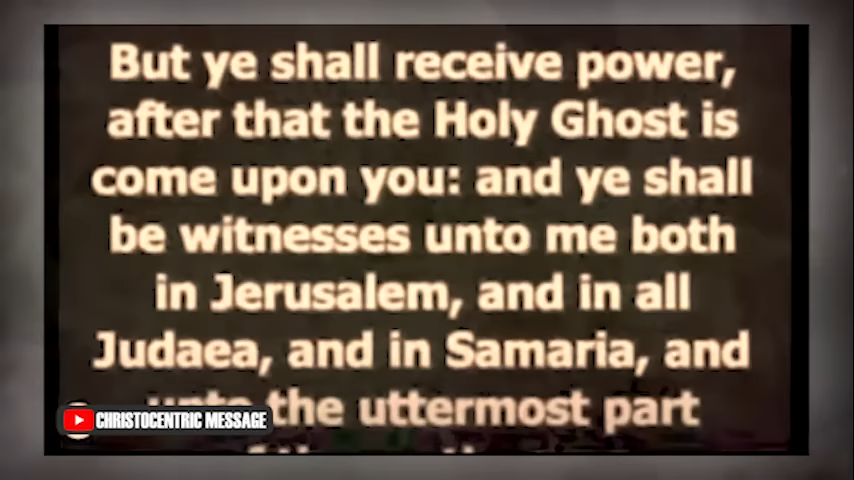 But ye shall receive power,
after that the Holy Ghost is
come upon you: and ye shall
be witnesses unto me both
in Jerusalem, and in all
Judaea, and in Samaria, and
the uttermost part
CHRISTOCENTRIC MESSAGE